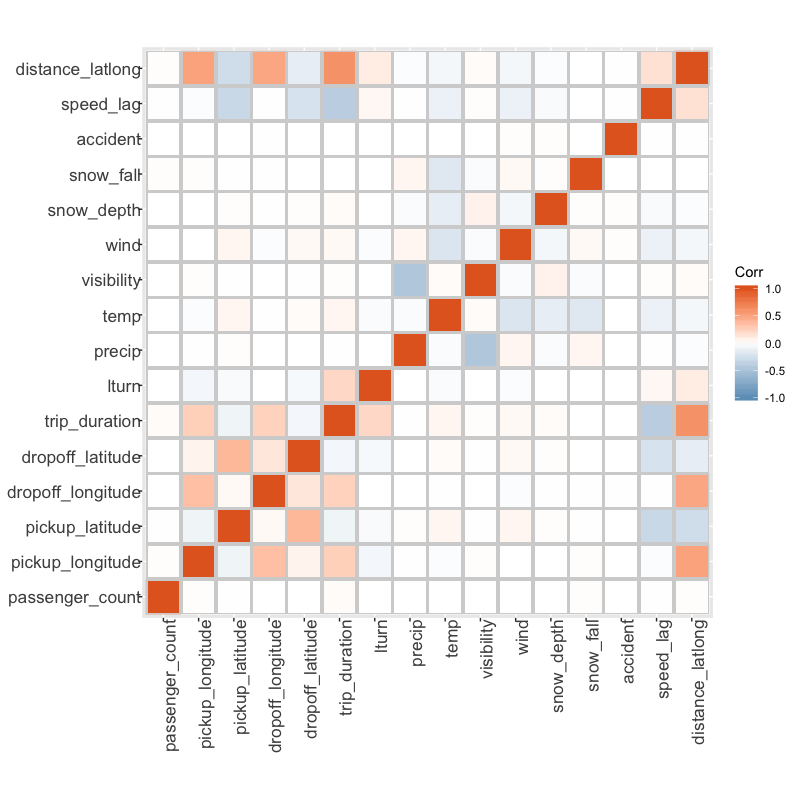 distance_latlong
speed_lag
accident
snow_fall
snow_depth
wind
visibility
temp
precip
lturn
trip_duration
dropoff_latitude
dropoff_longitude
pickup_latitude
pickup_longitude
passenger_count
passenger_count
pickup_longitude
pickup_latitude
dropoff_longitude
dropoff_latitude
trip_duration
lturn
precip
temp
visibility
wind
snow_depth
snow_fall
accident
speed_lag
distance_latlong
Corr
1.0
0.5
0.0
-0.5
-1.0